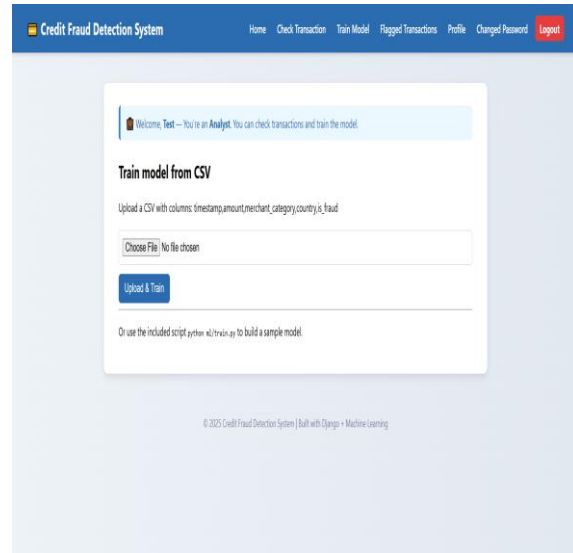 Credit Fraud Detection System Home Check Transaction Train Model Flagged Transactions Profile Changed Password Logout
Welcome, Test — You're an Analyst. You can check transactions and train the model.
Train model from CSV
Upload a CSV with columns: timestamp,amount,merchant_category,country,is_fraud
Choose File No file chosen
Upload & Train
Or use the included script python ml/train.py to build a sample model.
© 2025 Credit Fraud Detection System | Built with Django + Machine Learning